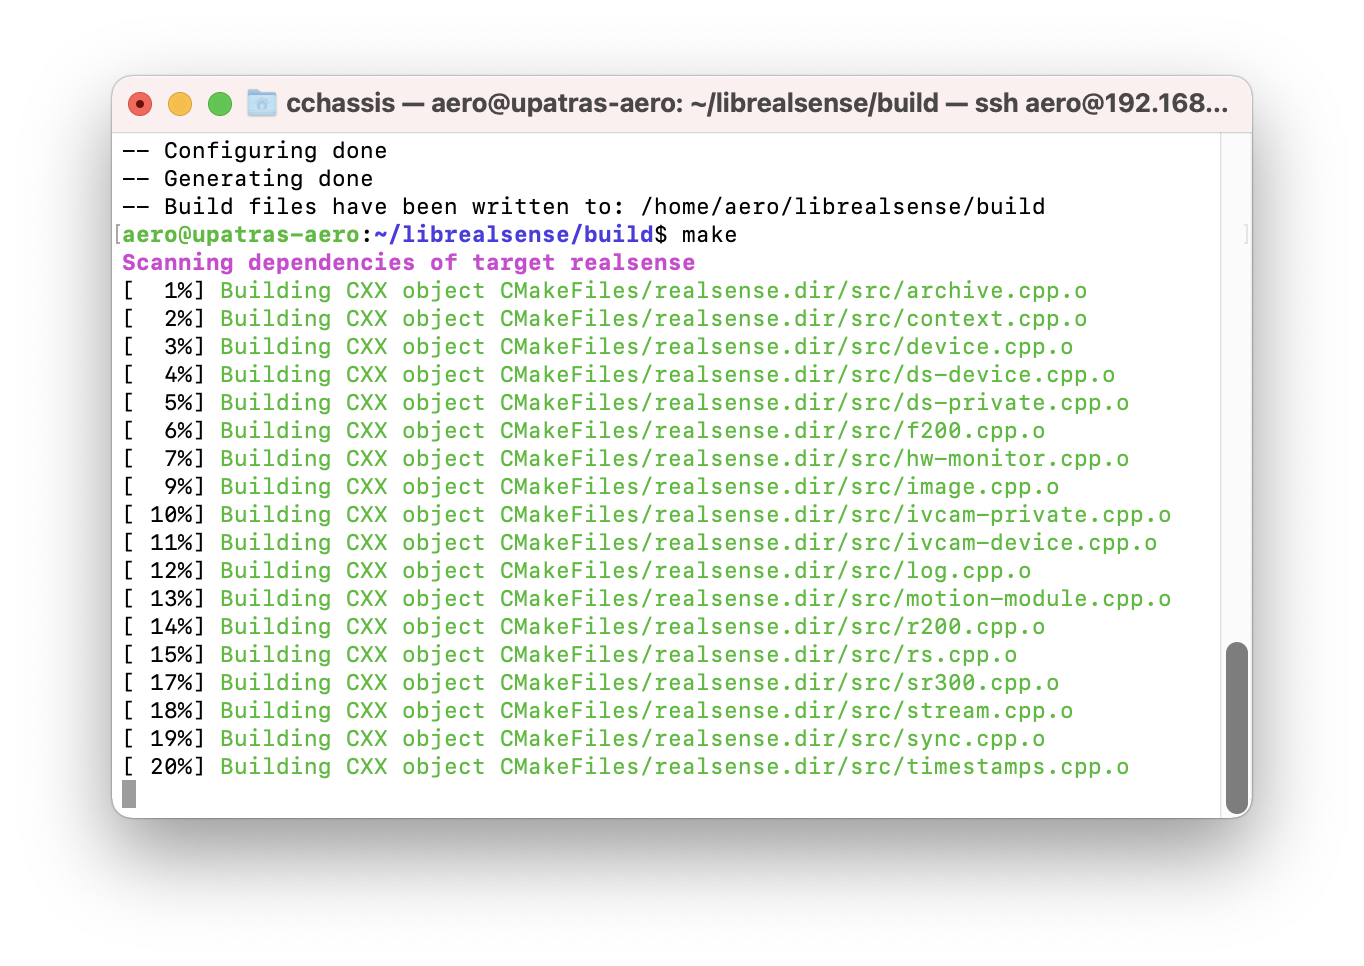 cchassis — aero@upatras-aero: ~/librealsense/build — ssh aero@192.168...
-- Configuring done
-- Generating done
-- Build files have been written to: /home/aero/librealsense/build
[aero@upatras-aero:~/librealsense/build$ make ]
Scanning dependencies of target realsense
[  1%] Building CXX object CMakeFiles/realsense.dir/src/archive.cpp.o
[  2%] Building CXX object CMakeFiles/realsense.dir/src/context.cpp.o
[  3%] Building CXX object CMakeFiles/realsense.dir/src/device.cpp.o
[  4%] Building CXX object CMakeFiles/realsense.dir/src/ds-device.cpp.o
[  5%] Building CXX object CMakeFiles/realsense.dir/src/ds-private.cpp.o
[  6%] Building CXX object CMakeFiles/realsense.dir/src/f200.cpp.o
[  7%] Building CXX object CMakeFiles/realsense.dir/src/hw-monitor.cpp.o
[  9%] Building CXX object CMakeFiles/realsense.dir/src/image.cpp.o
[ 10%] Building CXX object CMakeFiles/realsense.dir/src/ivcam-private.cpp.o
[ 11%] Building CXX object CMakeFiles/realsense.dir/src/ivcam-device.cpp.o
[ 12%] Building CXX object CMakeFiles/realsense.dir/src/log.cpp.o
[ 13%] Building CXX object CMakeFiles/realsense.dir/src/motion-module.cpp.o
[ 14%] Building CXX object CMakeFiles/realsense.dir/src/r200.cpp.o
[ 15%] Building CXX object CMakeFiles/realsense.dir/src/rs.cpp.o
[ 17%] Building CXX object CMakeFiles/realsense.dir/src/sr300.cpp.o
[ 18%] Building CXX object CMakeFiles/realsense.dir/src/stream.cpp.o
[ 19%] Building CXX object CMakeFiles/realsense.dir/src/sync.cpp.o
[ 20%] Building CXX object CMakeFiles/realsense.dir/src/timestamps.cpp.o